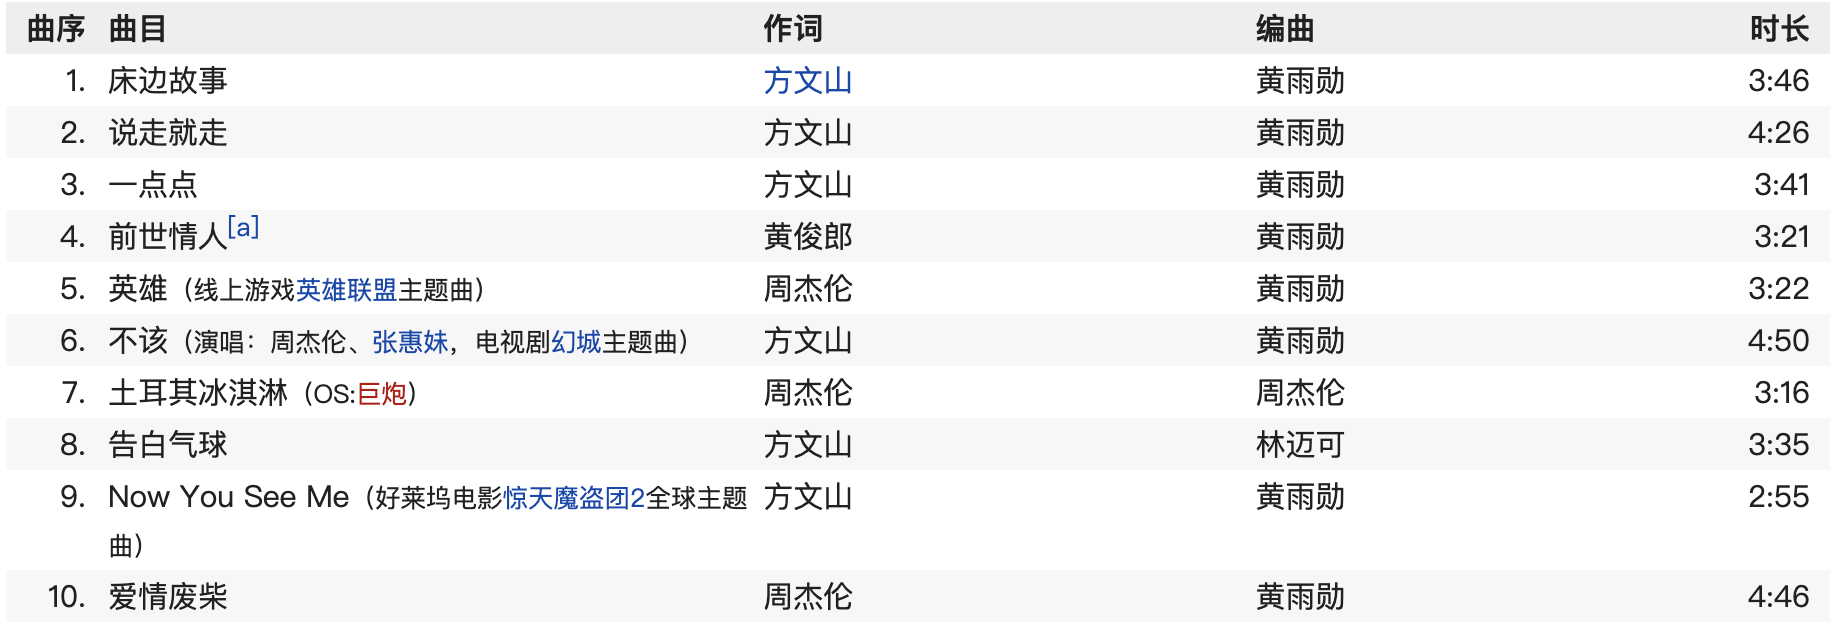 曲序 曲目 作词 编曲 时长
1. 床边故事 方文山 黄雨勋 3:46
2. 说走就走 方文山 黄雨勋 4:26
3. 一点点 方文山 黄雨勋 3:41
4. 前世情人[a] 黄俊郎 黄雨勋 3:21
5. 英雄（线上游戏英雄联盟主题曲） 周杰伦 黄雨勋 3:22
6. 不该（演唱：周杰伦、张惠妹，电视剧幻城主题曲） 方文山 黄雨勋 4:50
7. 土耳其冰淇淋（OS:巨炮） 周杰伦 周杰伦 3:16
8. 告白气球 方文山 林迈可 3:35
9. Now You See Me（好莱坞电影惊天魔盗团2全球主题 方文山 黄雨勋 2:55
曲）
10. 爱情废柴 周杰伦 黄雨勋 4:46